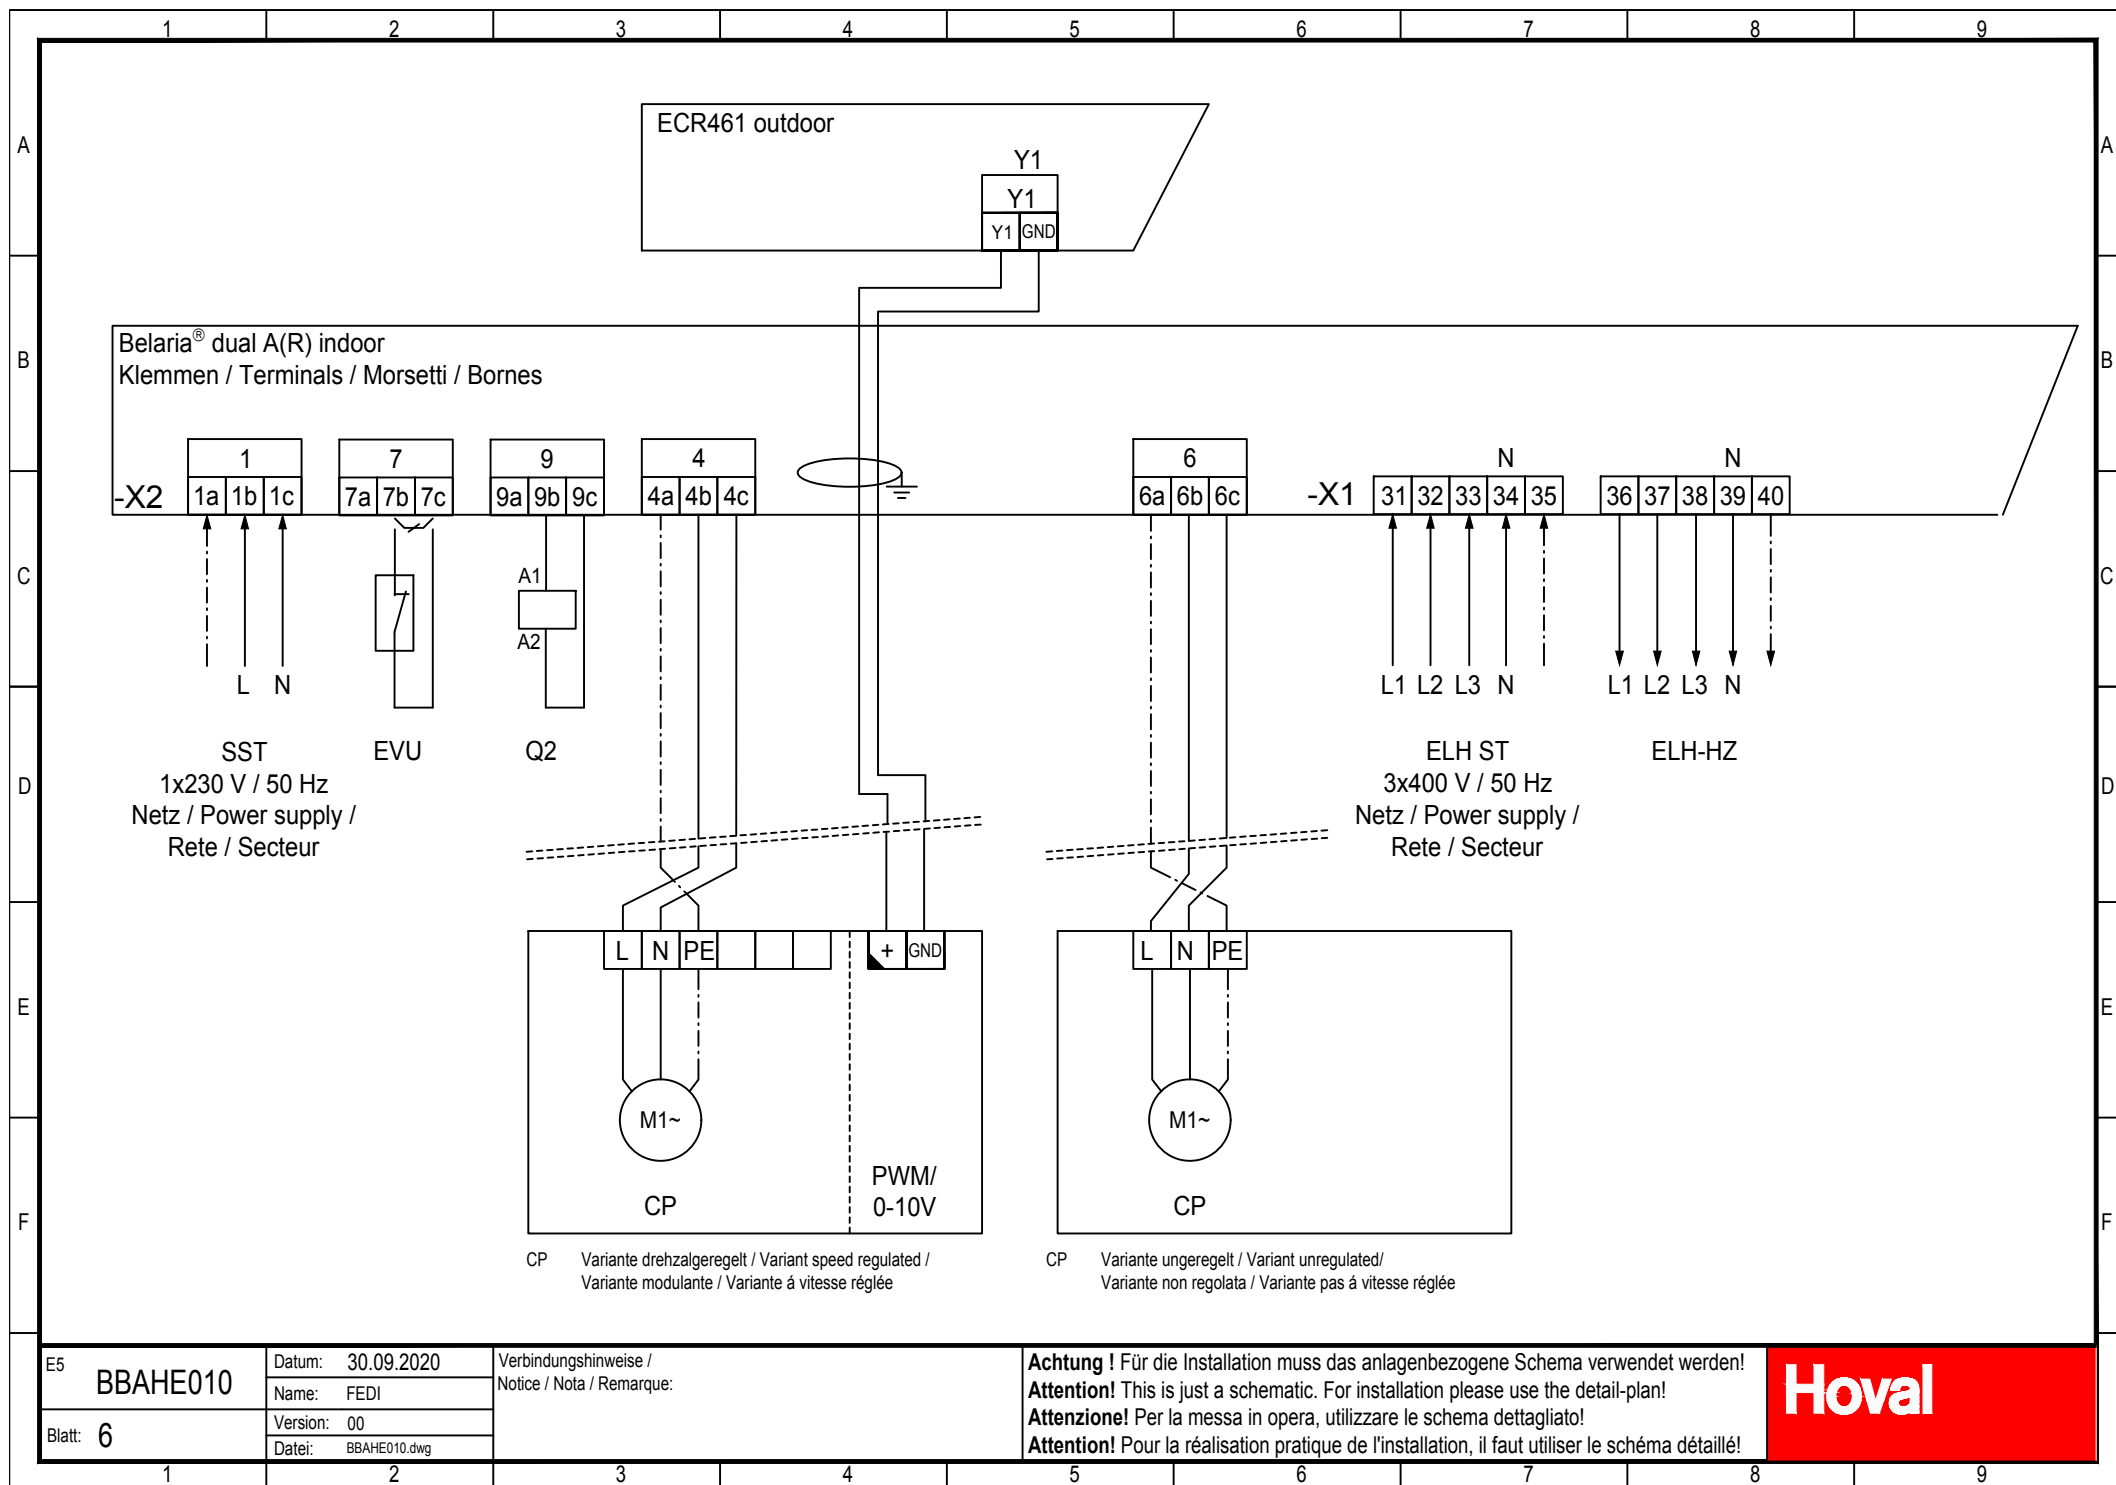 1 2 3 4 5 6 7 8 9
A
A
ECR461 outdoor
Y1
Y1
Y1 GND
B
B
Belaria® dual A(R) indoor
Klemmen / Terminals / Morsetti / Bornes
1 7 9 4 6 N N
-X2 1a 1b 1c 7a 7b 7c 9a 9b 9c 4a 4b 4c 6a 6b 6c -X1 31 32 33 34 35 36 37 38 39 40
C
C
A1
A2
L N L1 L2 L3 N L1 L2 L3 N
SST
1x230 V / 50 Hz
Netz / Power supply /
Rete / Secteur
EVU
Q2
ELH ST
3x400 V / 50 Hz
Netz / Power supply /
Rete / Secteur
ELH-HZ
D
D
L N PE + GND
L N PE
E
E
M1~
CP
PWM/
0-10V
M1~
CP
F
F
CP Variante drehzalgeregelt / Variant speed regulated /
Variante modulante / Variante á vitesse réglée
CP Variante ungeregelt / Variant unregulated/
Variante non regolata / Variante pas á vitesse réglée
E5 BBAHE010
Blatt: 6
Datum: 30.09.2020
Name: FEDI
Version: 00
Datei: BBAHE010.dwg
Verbindungshinweise /
Notice / Nota / Remarque:
Achtung ! Für die Installation muss das anlagenbezogene Schema verwendet werden!
Attention! This is just a schematic. For installation please use the detail-plan!
Attenzione! Per la messa in opera, utilizzare le schema dettagliato!
Attention! Pour la réalisation pratique de l'installation, il faut utiliser le schéma détaillé!
Hoval
1 2 3 4 5 6 7 8 9